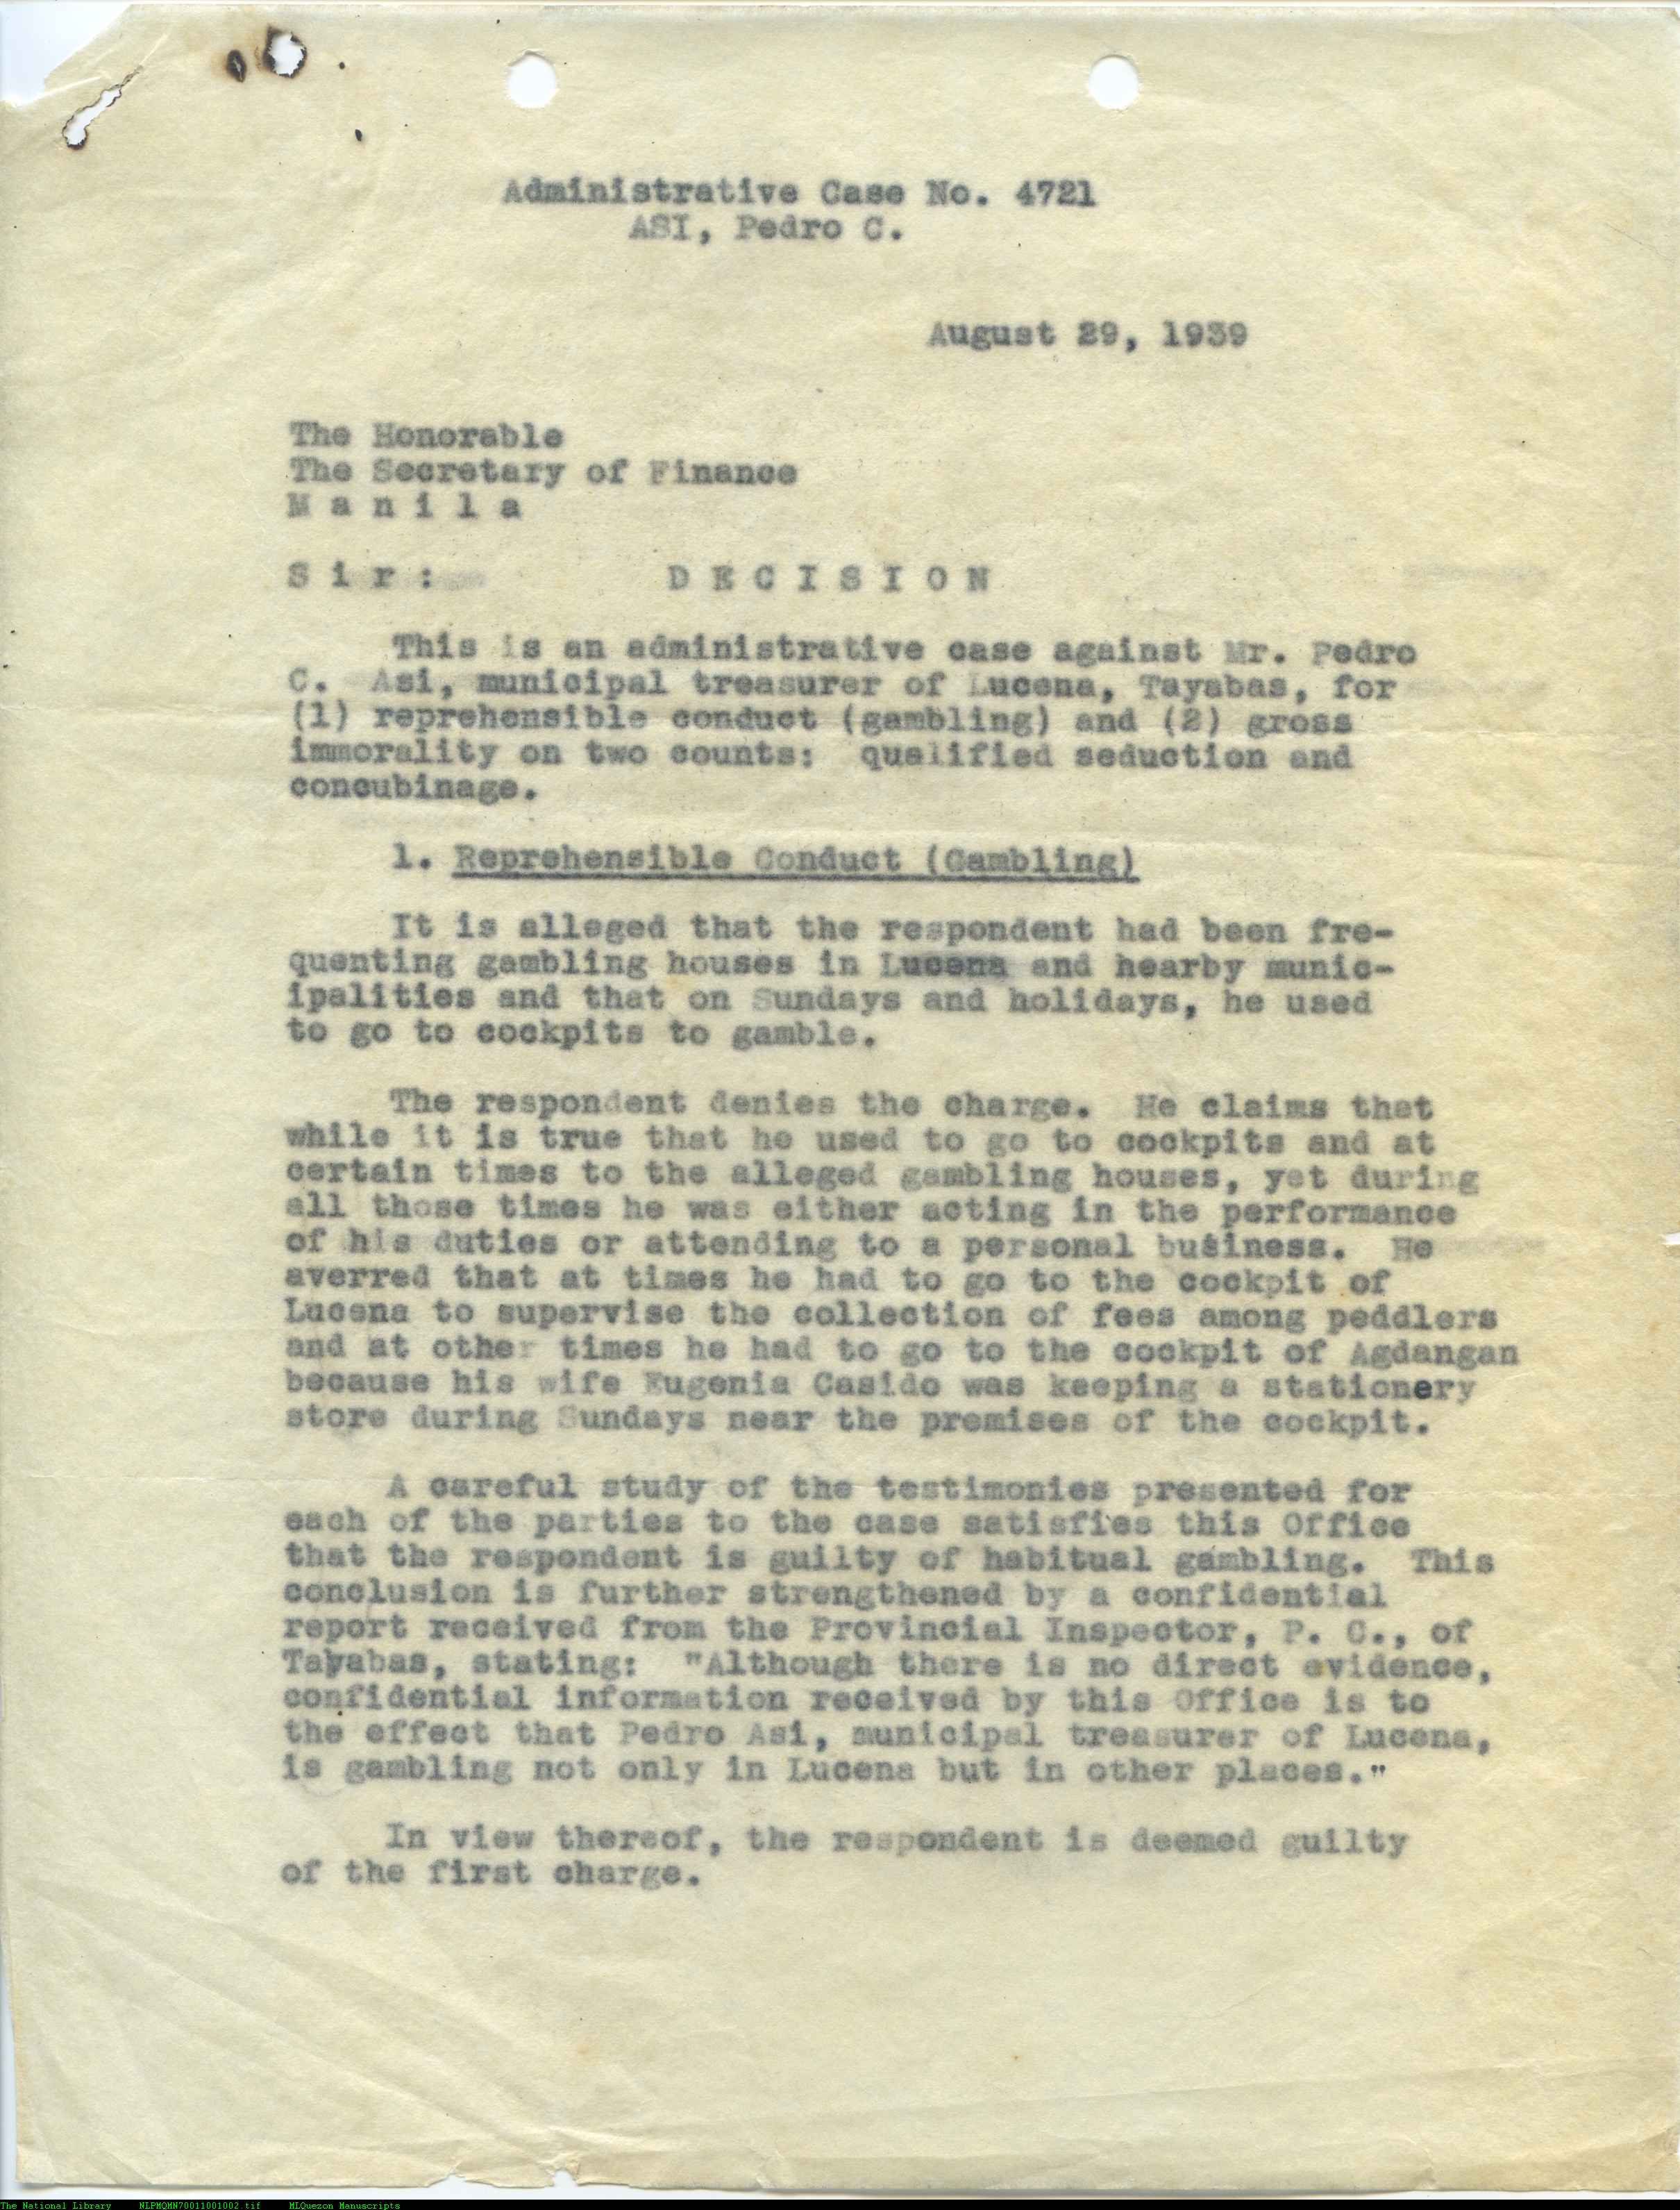 Administrative Case No. 4721
ASI, Pedro C.
August 29, 1939
The Honorable
The Secretary of Finance
M a n i l a
S i r :
D E C I S I O N
This is an administrative case against Mr. Pedro
C. Asi, municipal treasurer of Lucena, Tayabas, for
(1) reprehensible conduct (gambling) and (2) gross
immorality on two counts: qualified seduction and
concubinage.
1. Reprehensible Conduct (Gambling)
It is alleged that the respondent had been fre-
quenting gambling houses in Lucena and nearby munic-
ipalities and that on Sundays and holidays, he used
to go to cockpits to gamble.
The respondent denies the charge. He claims that
while it is true that he used to go to cockpits and at
certain times to the alleged gambling houses, yet during
all those times he was either acting in the performance
of his duties or attending to a personal business. He
averred that at times he had to go to the cockpit of
Lucena to supervise the collection of fees among peddlers
and at other times he had to go to the cockpit of Agdangan
because his wife Eugenia Casido was keeping a stationery
store during Sundays near the premises of the cockpit.
A careful study of the testimonies presented for
each of the parties to the case satisfies this Office
that the respondent is guilty of habitual gambling. This
conclusion is further strengthened by a confidential
report received from the Provincial Inspector, P. C., of
Tayabas, stating: "Although there is no direct evidence,
confidential information received by this Office is to
the effect that Pedro Asi, municipal treasurer of Lucena,
is gambling not only in Lucena but in other places."
In view thereof, the respondent is deemed guilty
of the first charge.
The National Library NLPMQMN70011001002.tif MLQuezon Manuscripts